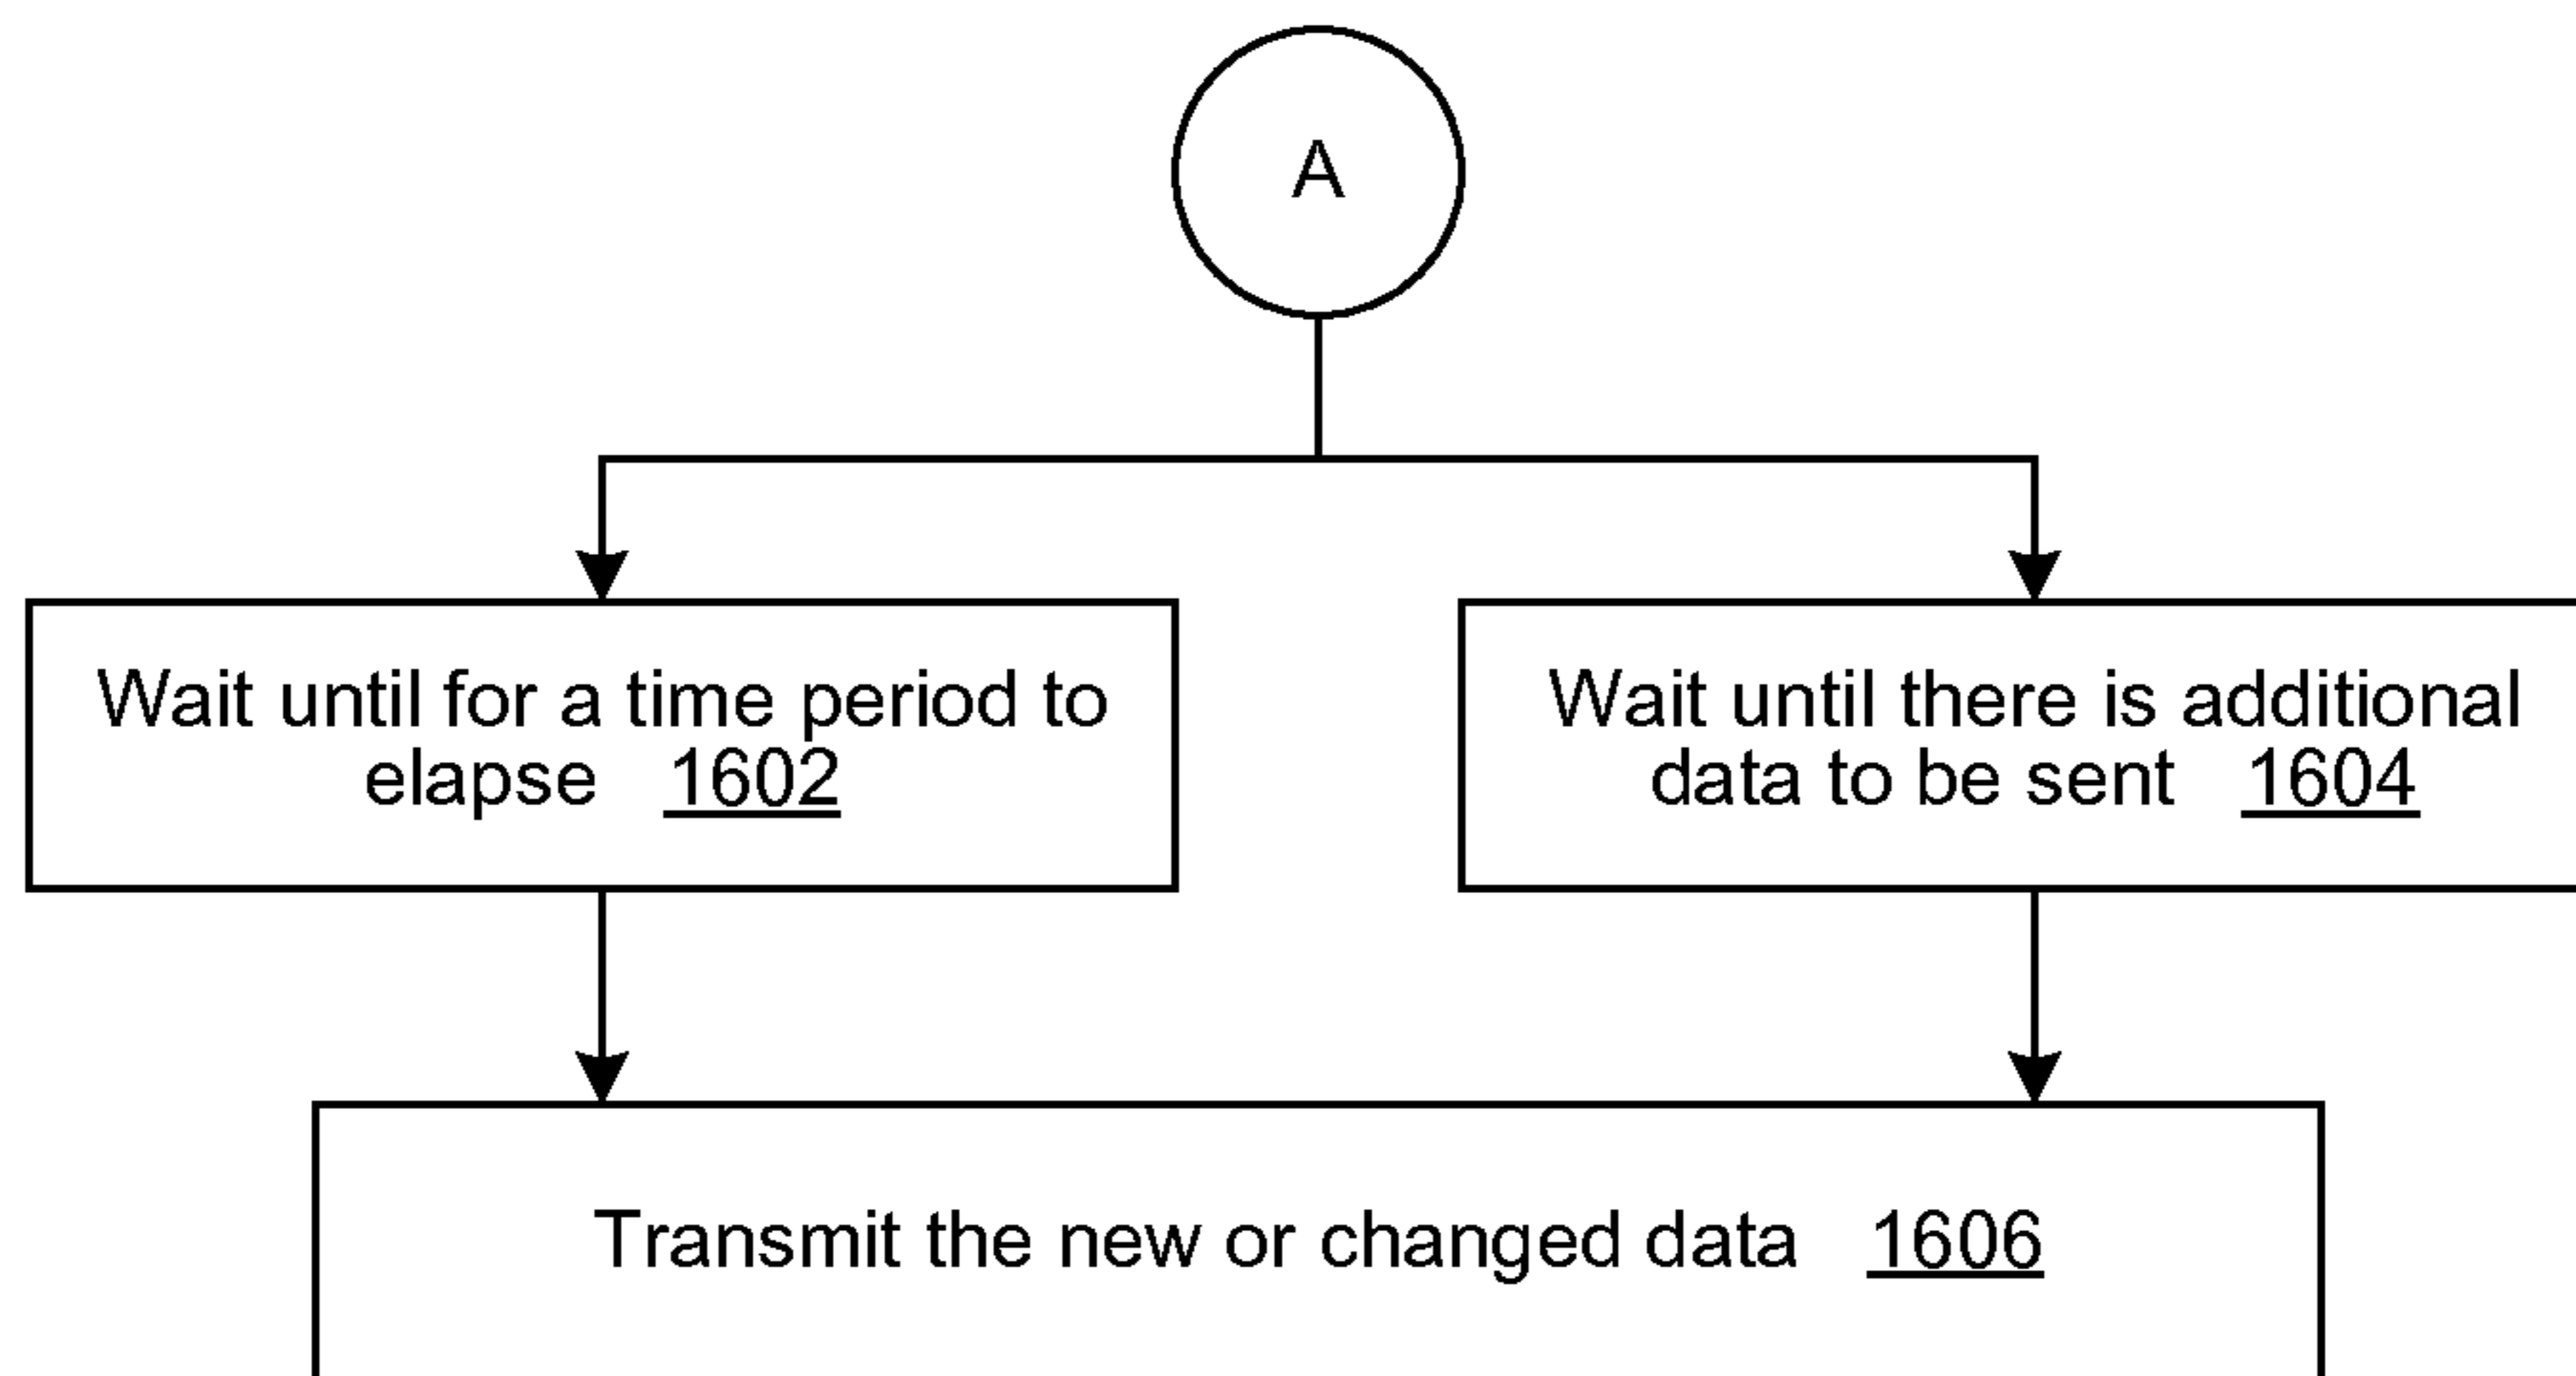 A
Wait until for a time period to
elapse 1602
Wait until there is additional
data to be sent 1604
Transmit the new or changed data 1606